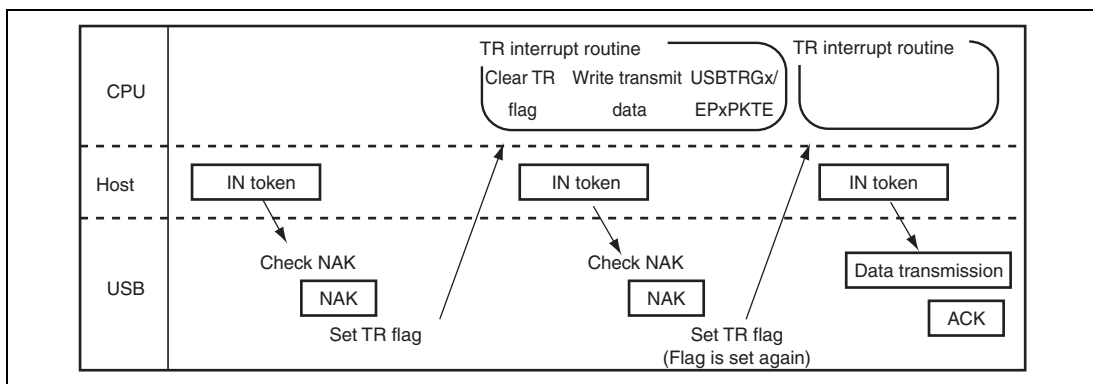 CPU
TR interrupt routine
Clear TR flag
Write transmit data
USBTRGx/ EPxPKTE
TR interrupt routine
Host
IN token
IN token
IN token
USB
Check NAK
NAK
Set TR flag
Check NAK
NAK
Set TR flag
(Flag is set again)
Data transmission
ACK